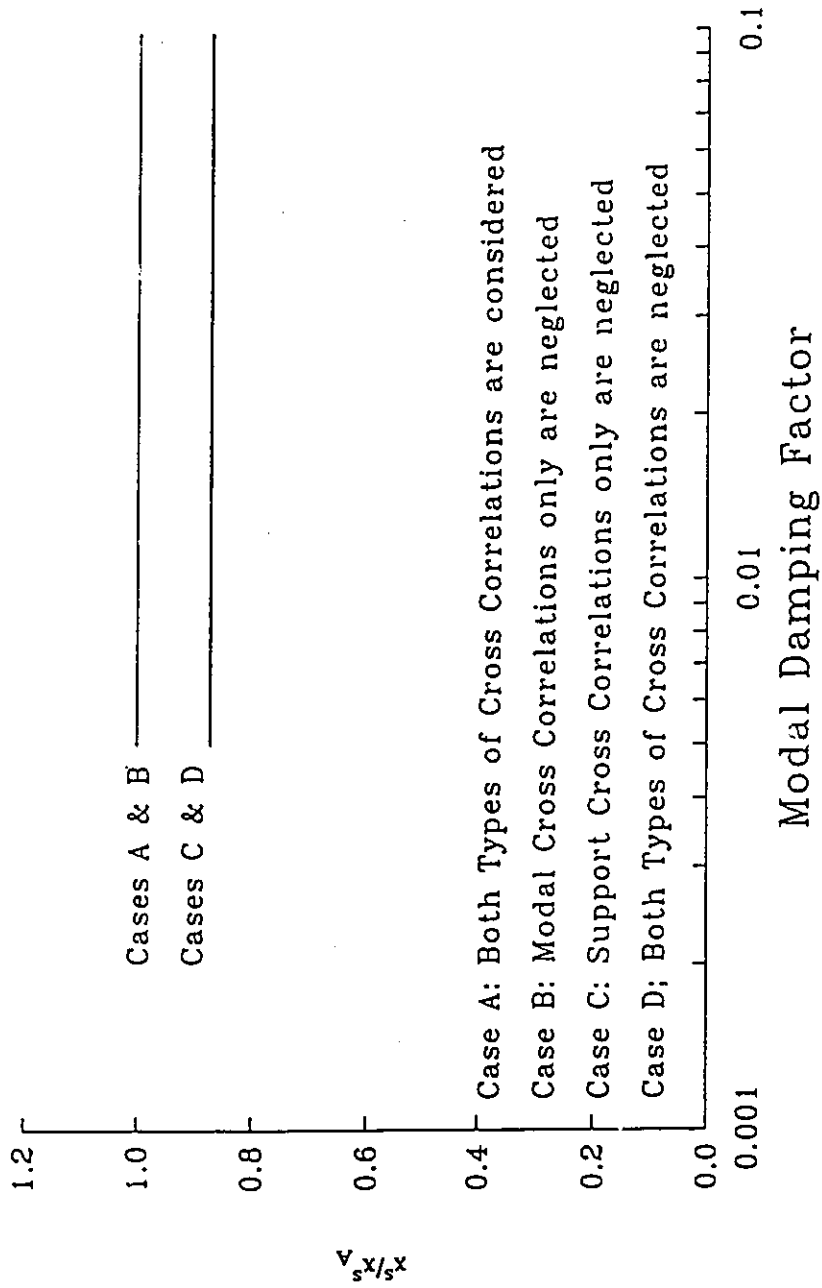 1.2
1.0
0.8
0.6
0.4
0.2
0.0
x^s/x^s_A
Cases A & B
Cases C & D
Case A: Both Types of Cross Correlations are considered
Case B: Modal Cross Correlations only are neglected
Case C: Support Cross Correlations only are neglected
Case D; Both Types of Cross Correlations are neglected
0.001
0.01
0.1
Modal Damping Factor